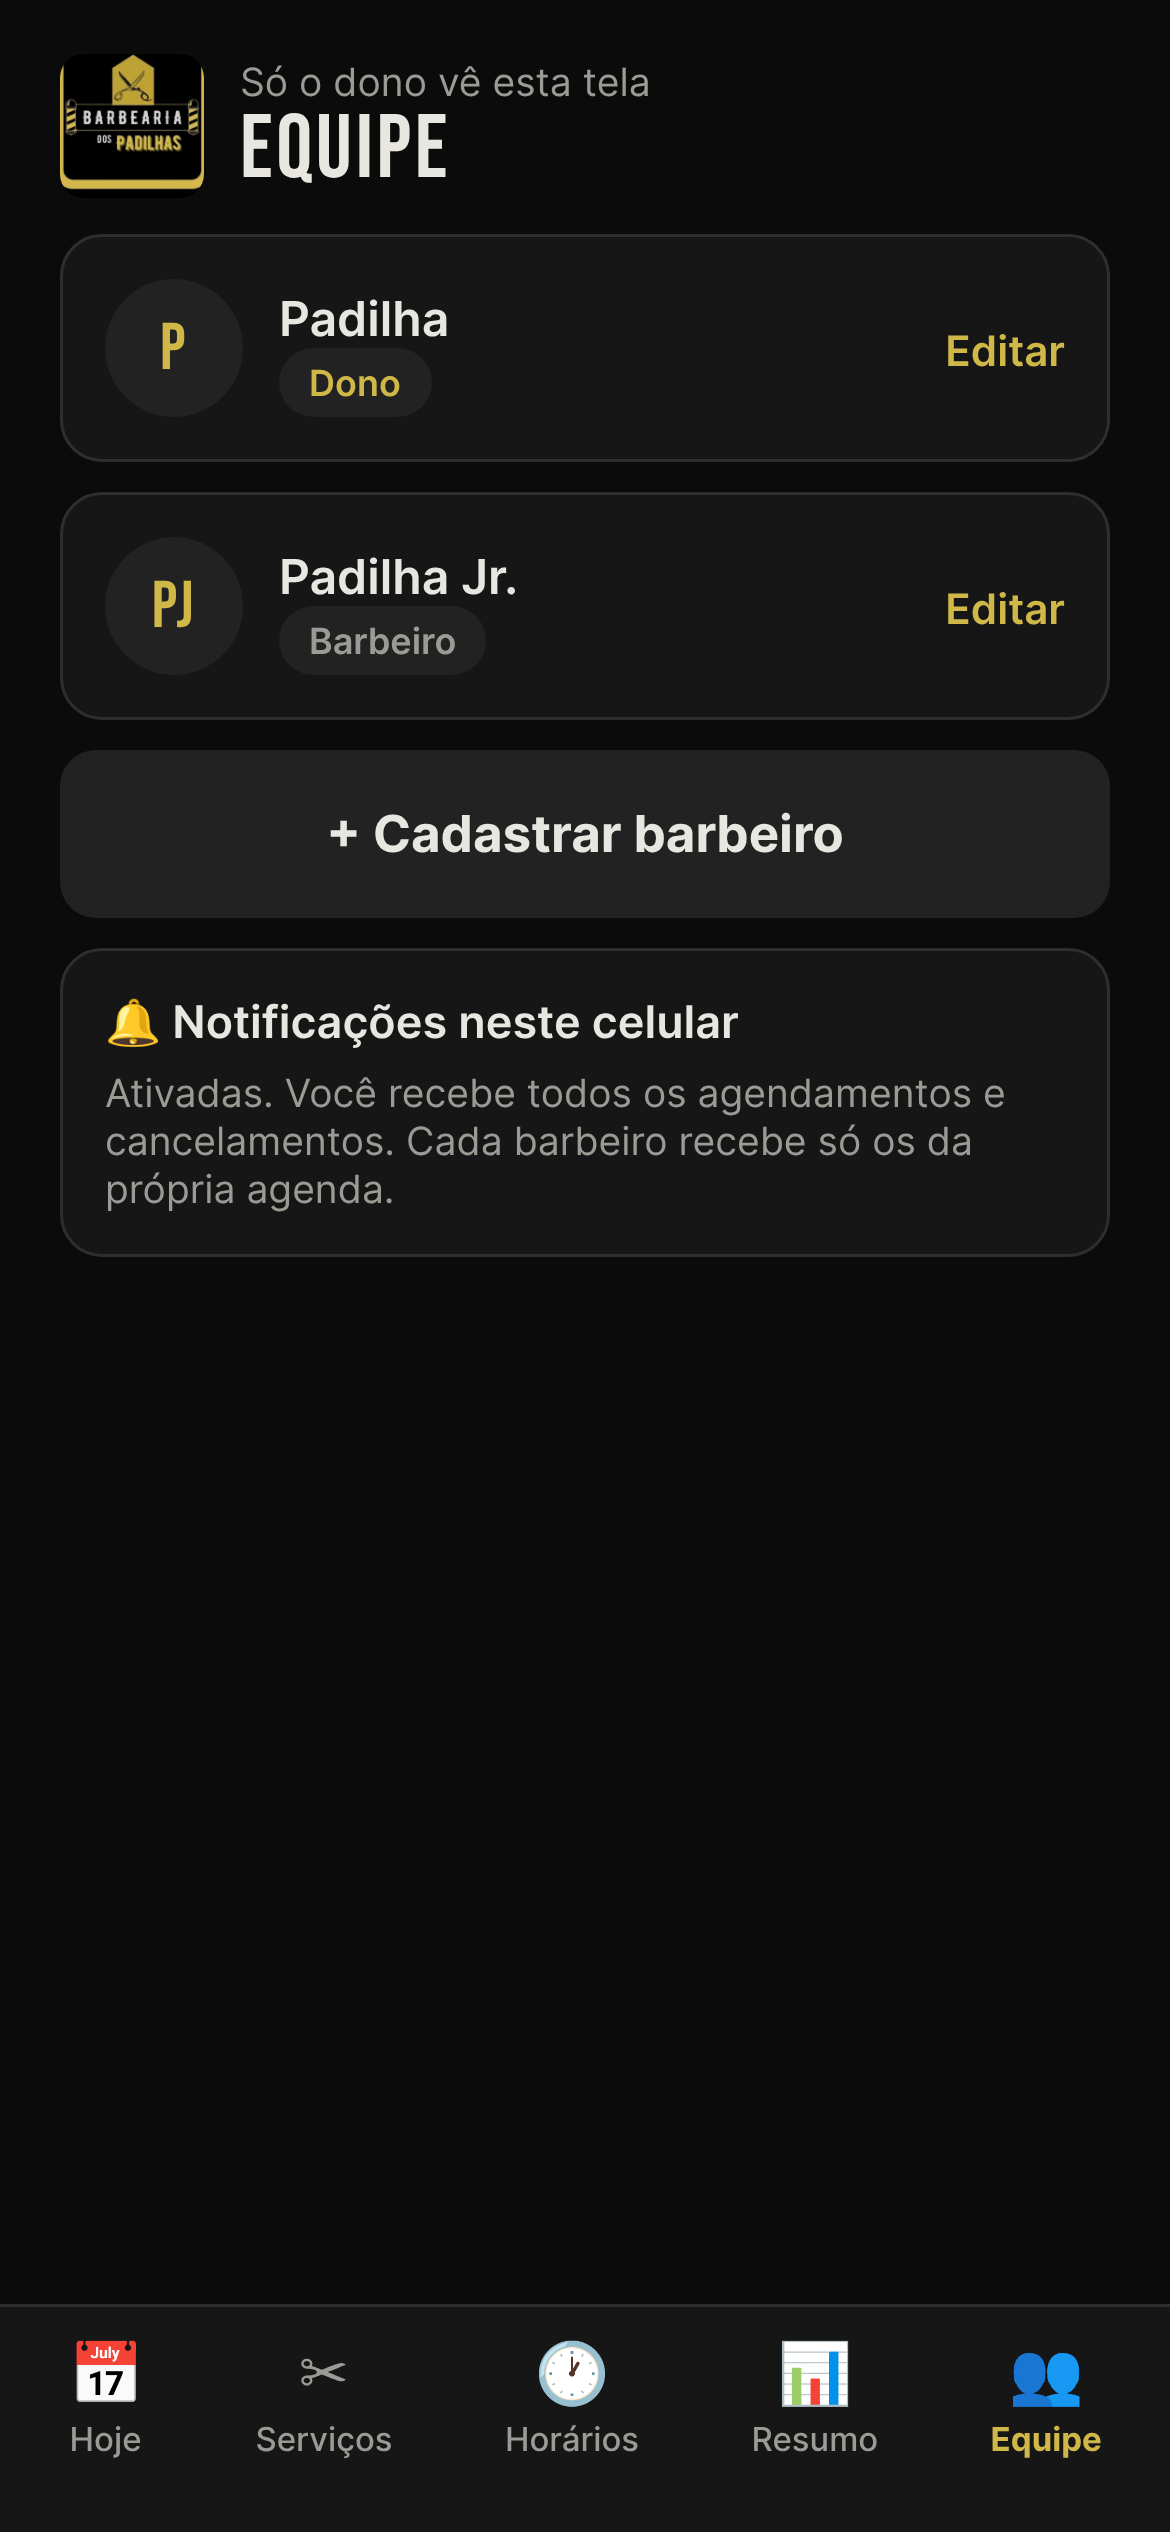 BARBEARIA
DOS PADILHAS
Só o dono vê esta tela
EQUIPE
P
Padilha
Dono
Editar
PJ
Padilha Jr.
Barbeiro
Editar
+ Cadastrar barbeiro
🔔 Notificações neste celular
Ativadas. Você recebe todos os agendamentos e
cancelamentos. Cada barbeiro recebe só os da
própria agenda.
July
17
Hoje
Serviços
Horários
Resumo
Equipe